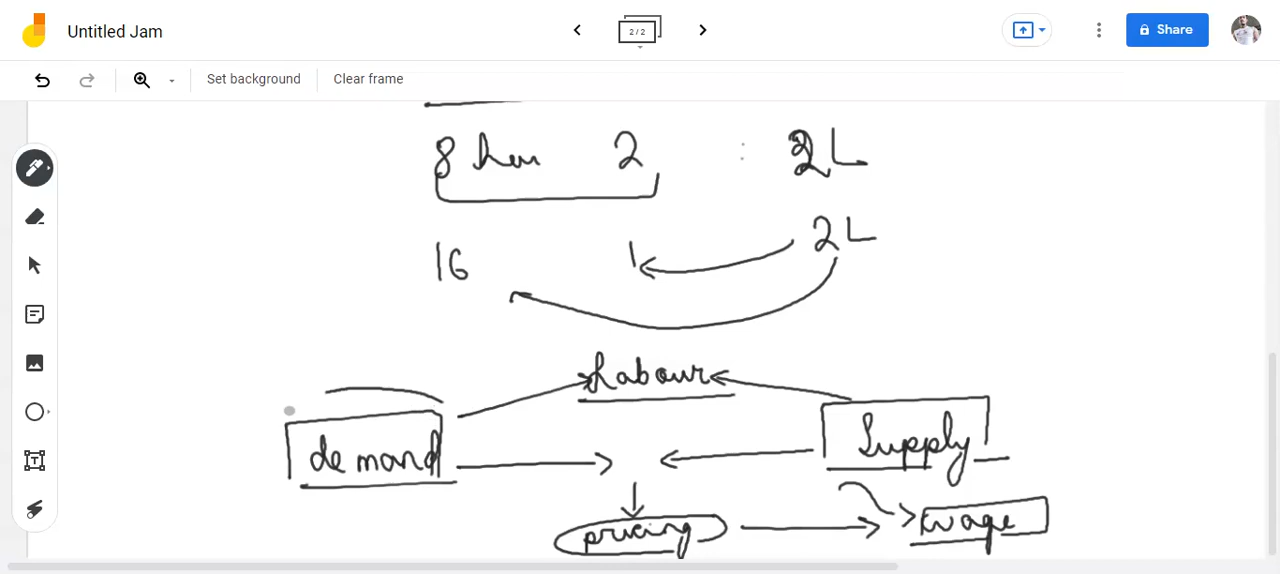 Untitled Jam
2 / 2
Share
Set background
Clear frame
8 hou 2 : 2L
16 1 2L
Labour
demand
Supply
pricing
wage